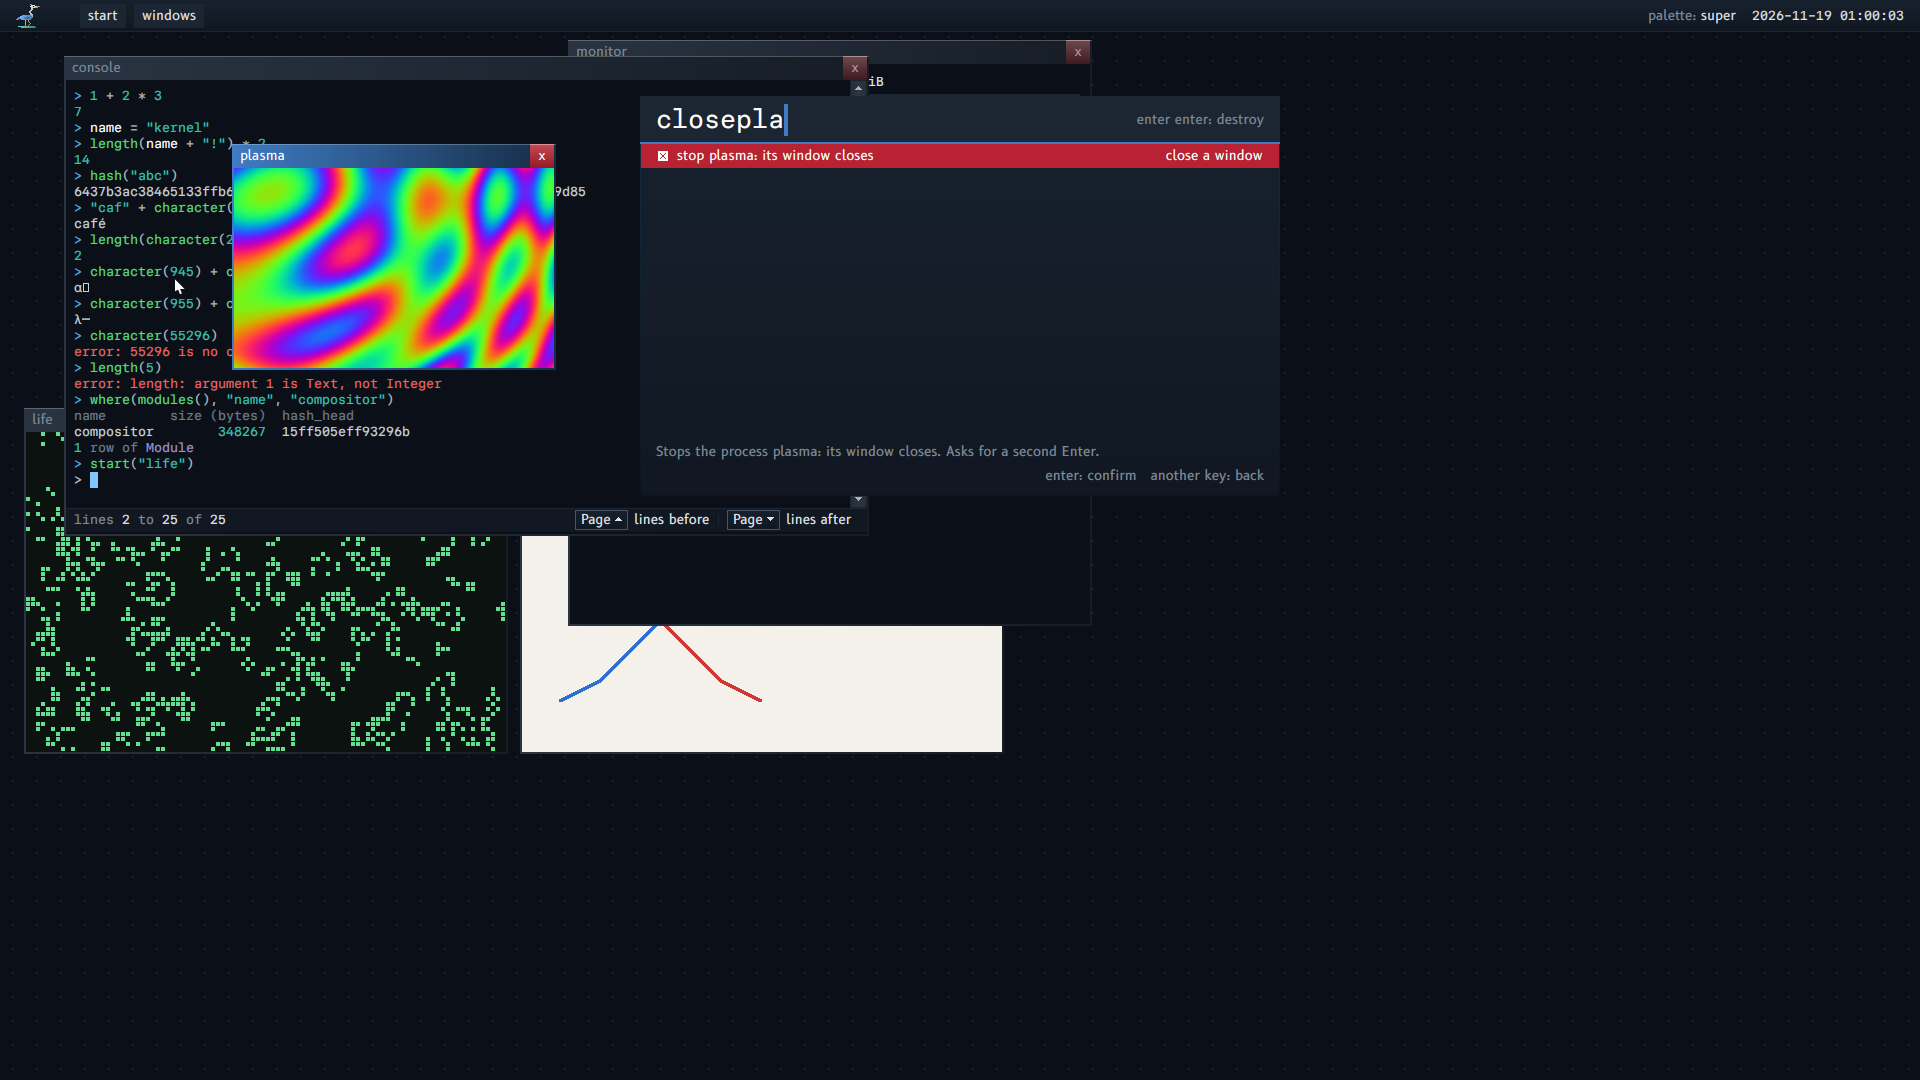 start windows palette: super 2026-11-19 01:00:03
monitor x
console x
iB
> 1 + 2 * 3
7
> name = "kernel"
> length(name + "!") * 2
14
> hash("abc")
6437b3ac38465133ffb6
9d85
> "caf" + character(
café
> length(character(2
2
> character(945) + c
α
> character(955) + c
λ─
> character(55296)
error: 55296 is no c
> length(5)
error: length: argument 1 is Text, not Integer
> where(modules(), "name", "compositor")
name size (bytes) hash_head
compositor 348267 15ff505eff93296b
1 row of Module
> start("life")
>
lines 2 to 25 of 25 Page lines before Page lines after
plasma x
closepla enter enter: destroy
stop plasma: its window closes close a window
Stops the process plasma: its window closes. Asks for a second Enter.
enter: confirm another key: back
life